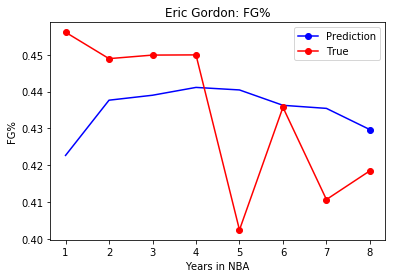 Eric Gordon: FG%
Prediction
True
0.45
0.44
0.43
0.42
0.41
0.40
FG%
1 2 3 4 5 6 7 8
Years in NBA